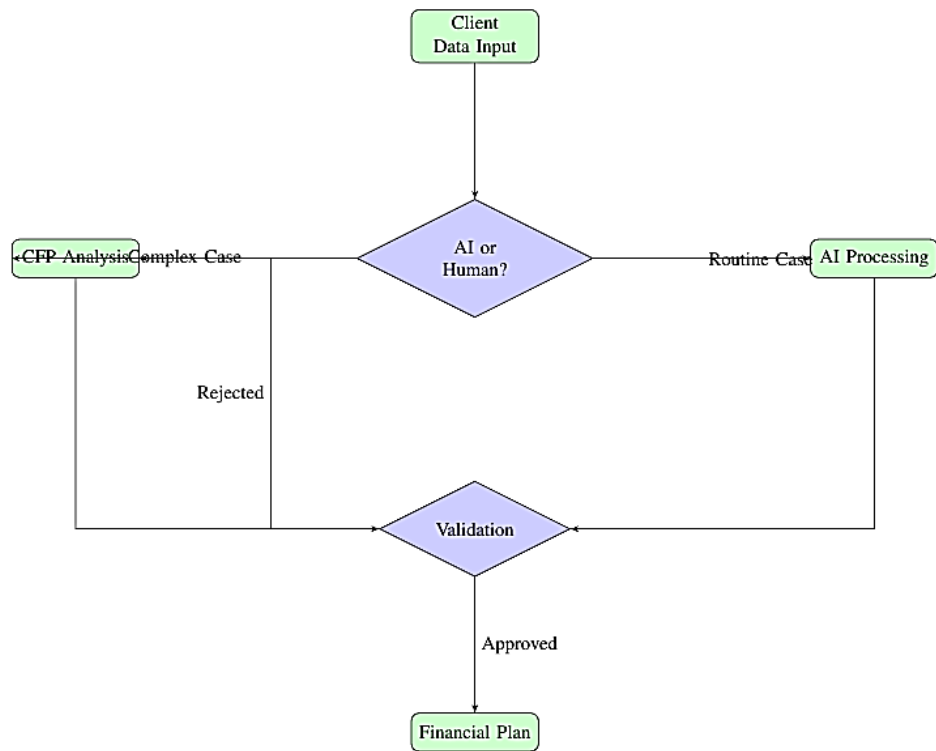 Client
Data Input
AI or
Human?
CFP Analysis
Complex Case
Routine Case
AI Processing
Rejected
Validation
Approved
Financial Plan